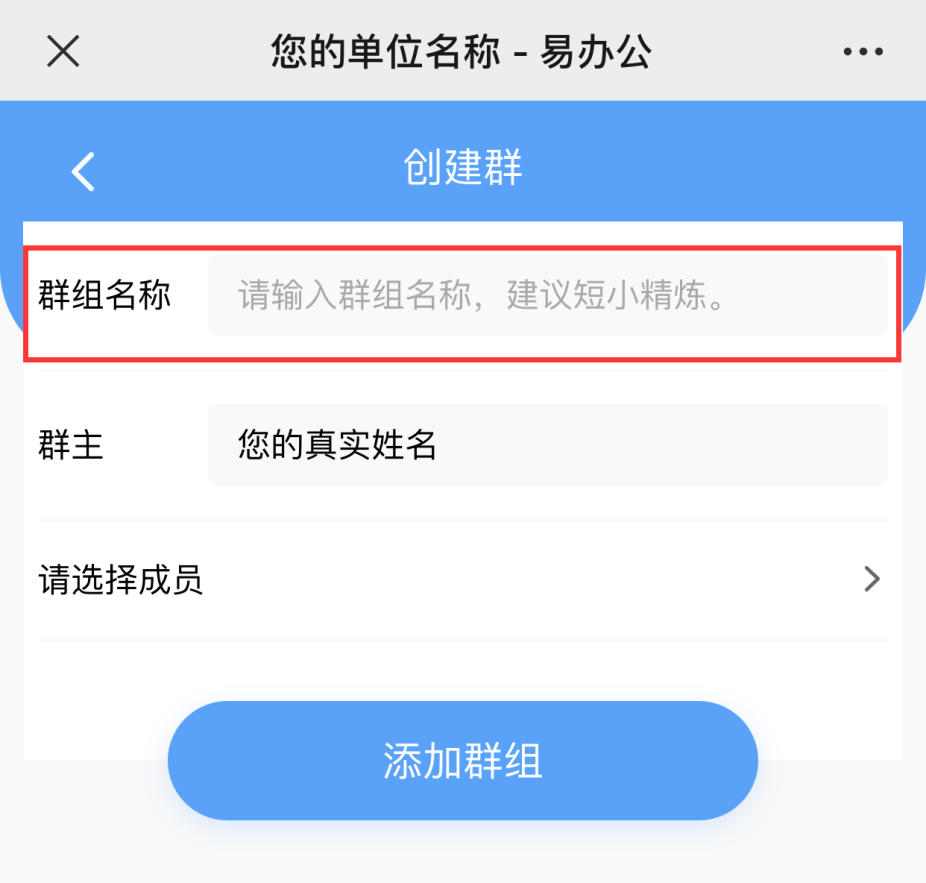 您的单位名称 - 易办公
创建群
群组名称 请输入群组名称，建议短小精炼。
群主 您的真实姓名
请选择成员
添加群组